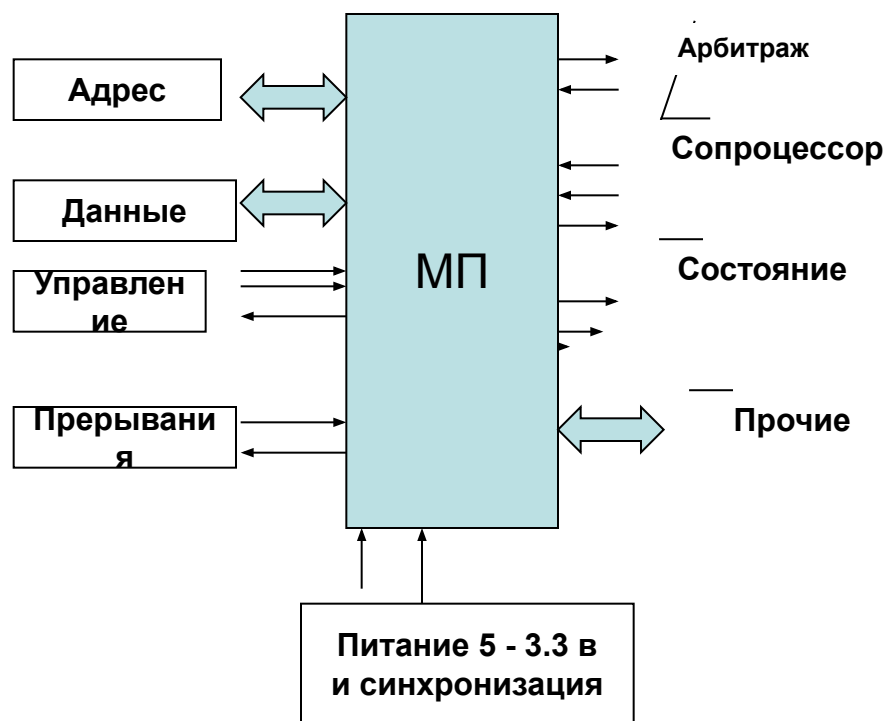 Адрес
Данные
Управлен
ие
Прерывани
я
МП
Арбитраж
Сопроцессор
Состояние
Прочие
Питание 5 - 3.3 в
и синхронизация